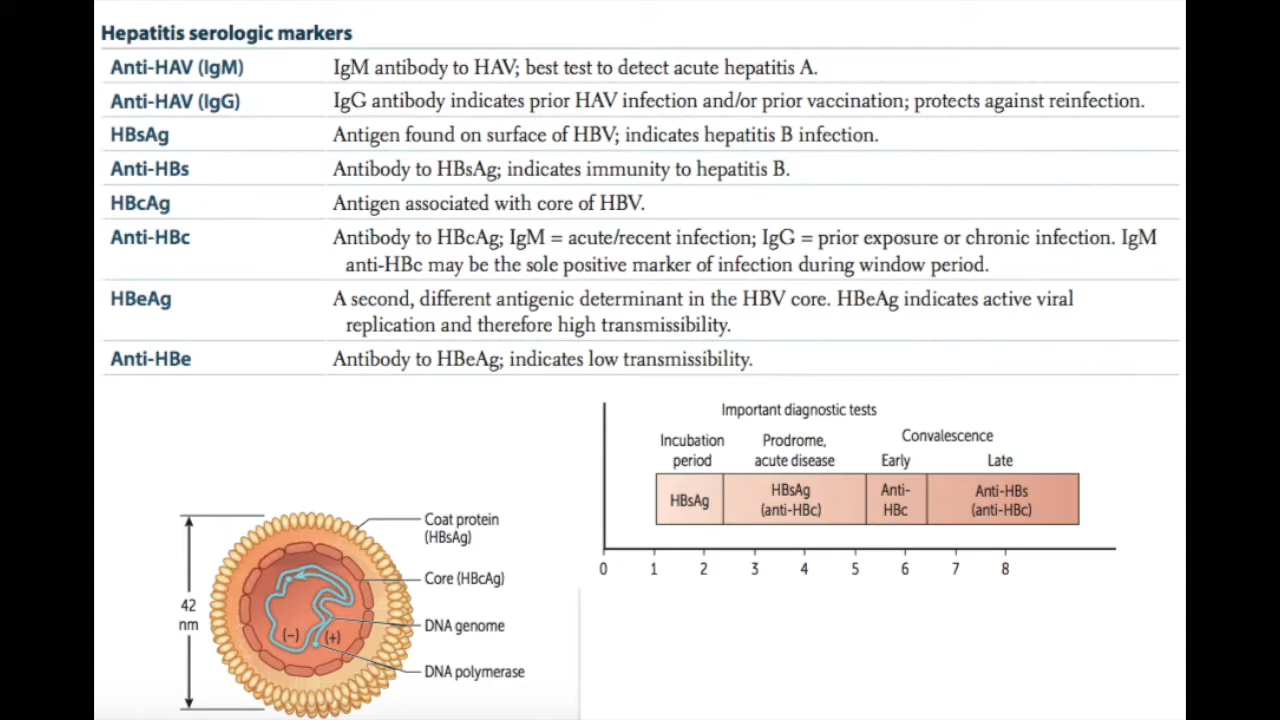 Hepatitis serologic markers
Anti-HAV (IgM) IgM antibody to HAV; best test to detect acute hepatitis A.
Anti-HAV (IgG) IgG antibody indicates prior HAV infection and/or prior vaccination; protects against reinfection.
HBsAg Antigen found on surface of HBV; indicates hepatitis B infection.
Anti-HBs Antibody to HBsAg; indicates immunity to hepatitis B.
HBcAg Antigen associated with core of HBV.
Anti-HBc Antibody to HBcAg; IgM = acute/recent infection; IgG = prior exposure or chronic infection. IgM
anti-HBc may be the sole positive marker of infection during window period.
HBeAg A second, different antigenic determinant in the HBV core. HBeAg indicates active viral
replication and therefore high transmissibility.
Anti-HBe Antibody to HBeAg; indicates low transmissibility.
Important diagnostic tests
Incubation period
Prodrome, acute disease
Convalescence
Early Late
HBsAg
HBsAg (anti-HBc)
Anti-HBc
Anti-HBs (anti-HBc)
0 1 2 3 4 5 6 7 8
Coat protein
(HBsAg)
Core (HBcAg)
42
nm
DNA genome
(−) (+)
DNA polymerase